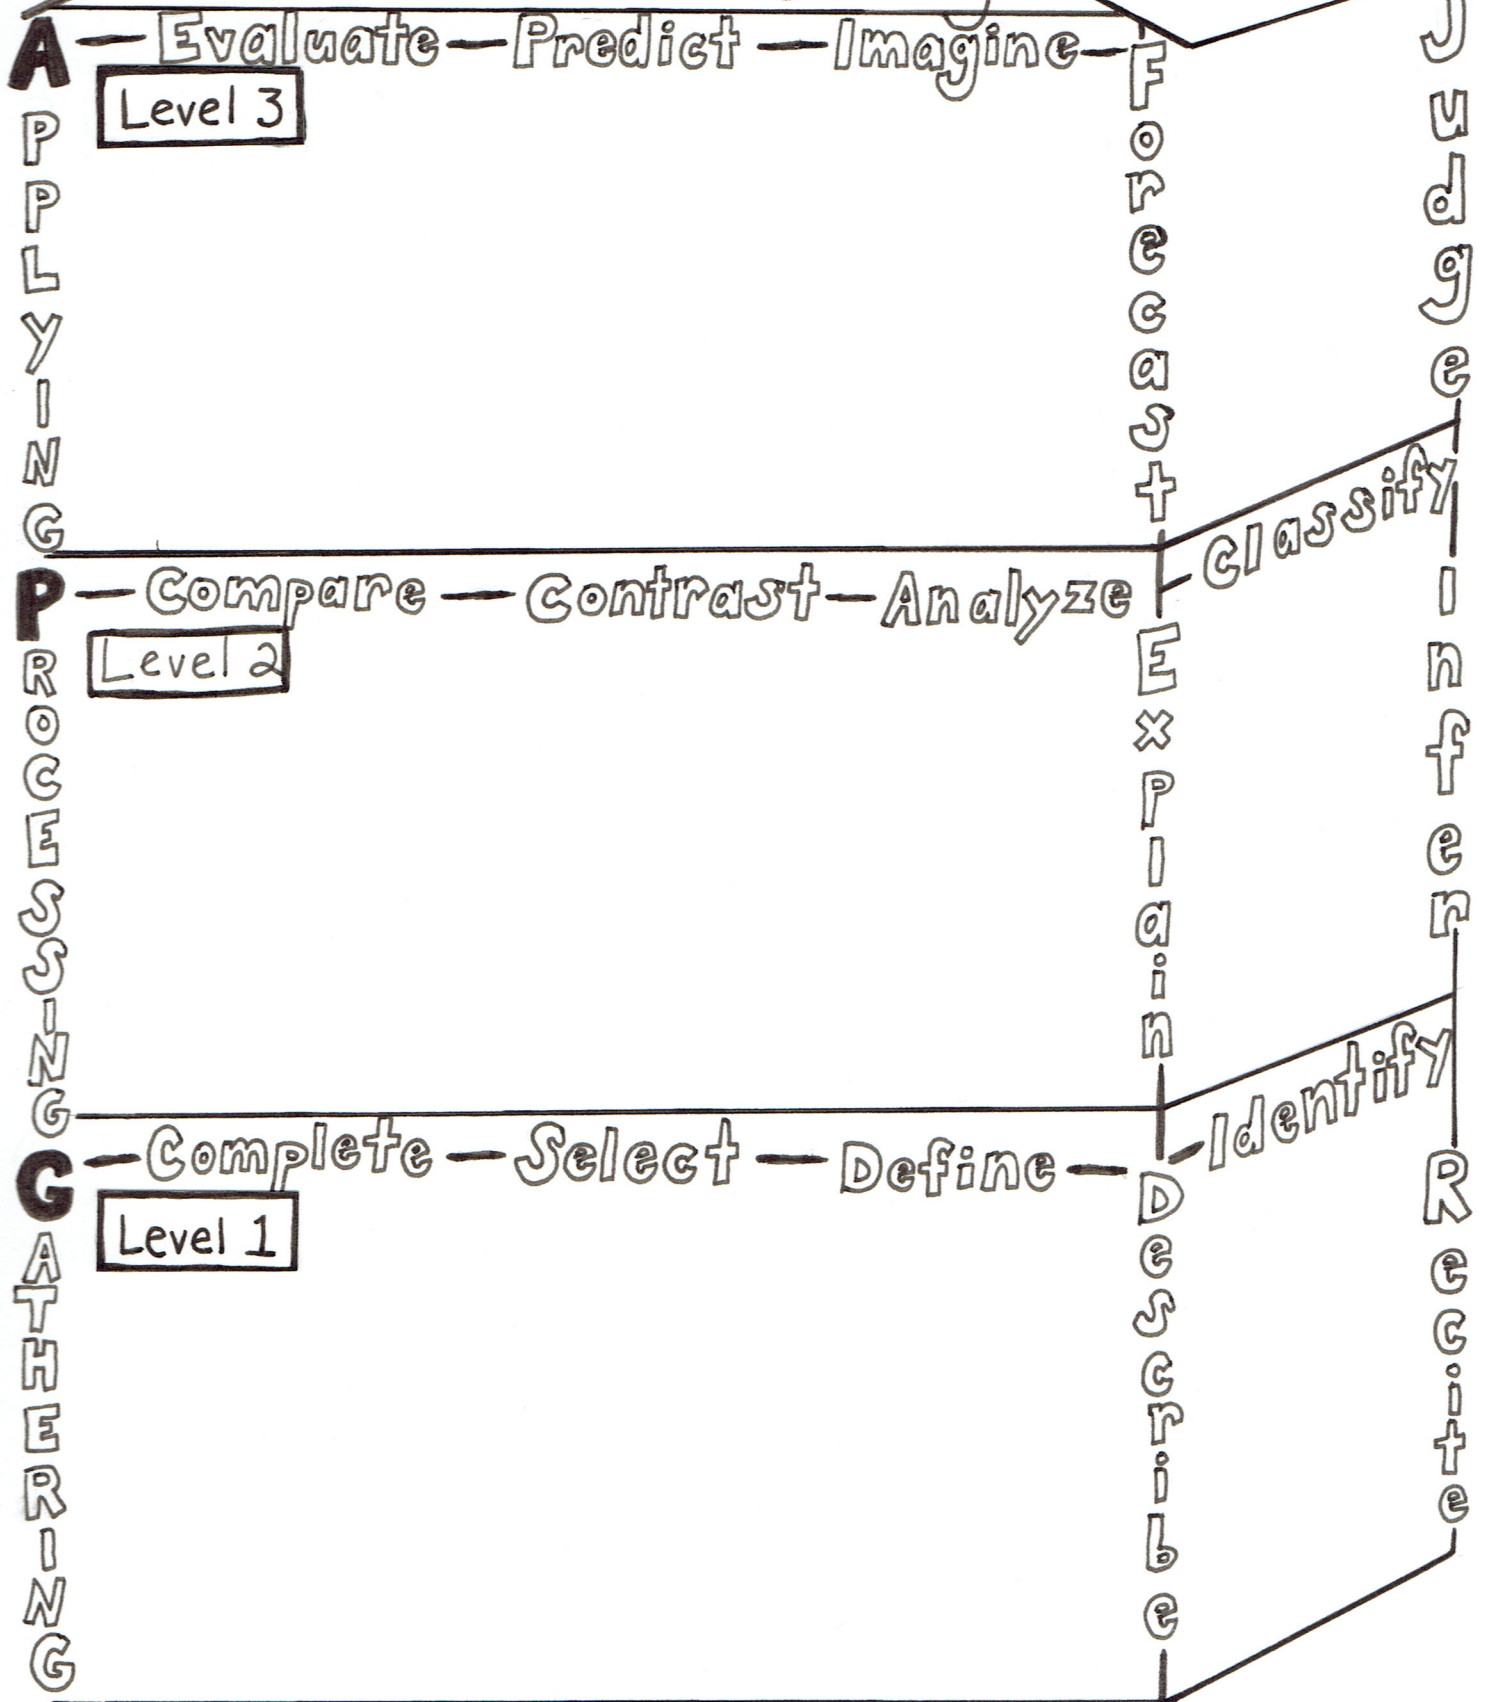 A — Evaluate — Predict — Imagine —
Level 3
APPLYING
Forecast
Judge
P — Compare — Contrast — Analyze
— Classify
Level 2
PROCESSING
Explain
Infer
G — Complete — Select — Define —
— Identify
Level 1
GATHERING
Describe
Recite